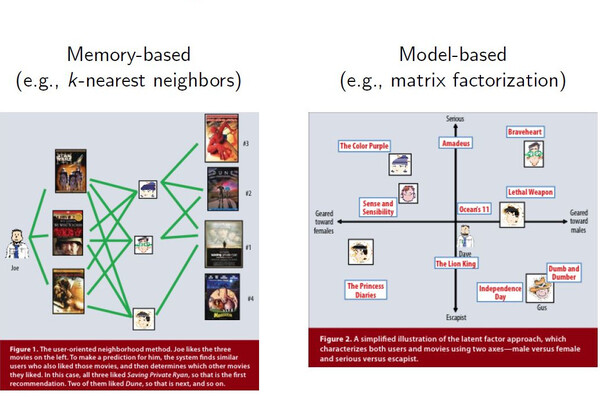 Memory-based
(e.g., k-nearest neighbors)
Joe
#3
#2
#1
#4
Figure 1. The user-oriented neighborhood method. Joe likes the three
movies on the left. To make a prediction for him, the system finds similar
users who also liked those movies, and then determines which other movies
they liked. In this case, all three liked Saving Private Ryan, so that is the first
recommendation. Two of them liked Dune, so that is next, and so on.
Model-based
(e.g., matrix factorization)
Serious
Braveheart
The Color Purple
Amadeus
Lethal Weapon
Sense and
Sensibility
Ocean's 11
Geared
toward
females
Geared
toward
males
Dave
The Lion King
Dumb and
Dumber
The Princess
Diaries
Independence
Day
Gus
Escapist
Figure 2. A simplified illustration of the latent factor approach, which
characterizes both users and movies using two axes—male versus female
and serious versus escapist.